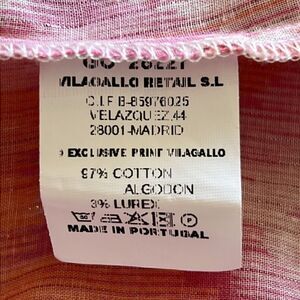 VILAGALLO RETAIL S.L
C.I.F B-85976025
VELAZQUEZ,44
28001-MADRID
EXCLUSIVE PRINT VILAGALLO
97% COTTON
ALGODON
3% LUREX
MADE IN PORTUGAL